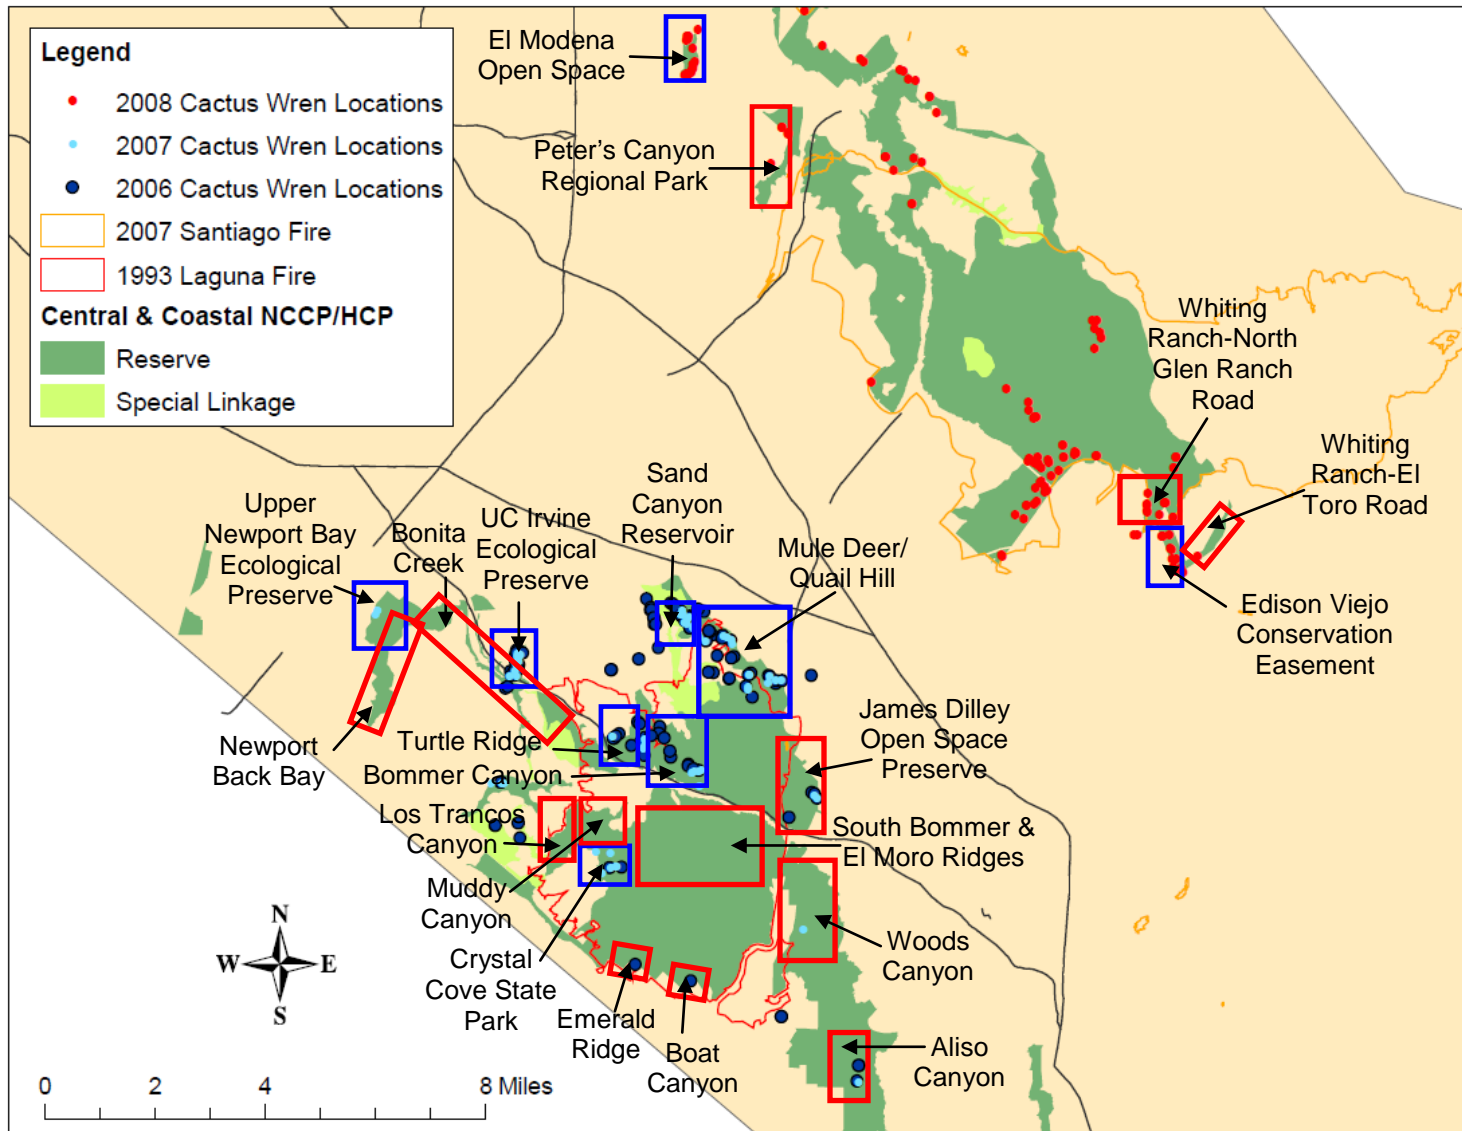 Legend
2008 Cactus Wren Locations
2007 Cactus Wren Locations
2006 Cactus Wren Locations
2007 Santiago Fire
1993 Laguna Fire
Central & Coastal NCCP/HCP
Reserve
Special Linkage
El Modena
Open Space
Peter's Canyon
Regional Park
Whiting
Ranch-North
Glen Ranch
Road
Whiting
Ranch-El
Toro Road
Edison Viejo
Conservation
Easement
Upper
Newport Bay
Ecological
Preserve
Bonita
Creek
UC Irvine
Ecological
Preserve
Sand
Canyon
Reservoir
Mule Deer/
Quail Hill
Newport
Back Bay
Turtle Ridge
Bommer Canyon
James Dilley
Open Space
Preserve
Los Trancos
Canyon
South Bommer &
El Moro Ridges
Muddy
Canyon
Crystal
Cove State
Park
Woods
Canyon
Emerald
Ridge
Boat
Canyon
Aliso
Canyon
N
W E
S
0 2 4 8 Miles